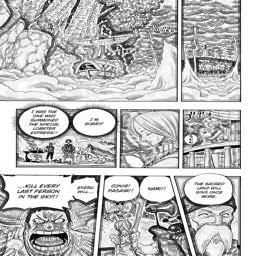 I'M
SORRY!
I WAS THE
ONE WHO
SUMMONED
THE SPECIAL
LOBSTER
EXPRESS!!
THE SACRED
LAND WILL
SING ONCE
MORE.
NAMI!!
CONIS!
ENERU
WILL...
...KILL EVERY
LAST PERSON
IN THE SKY!!